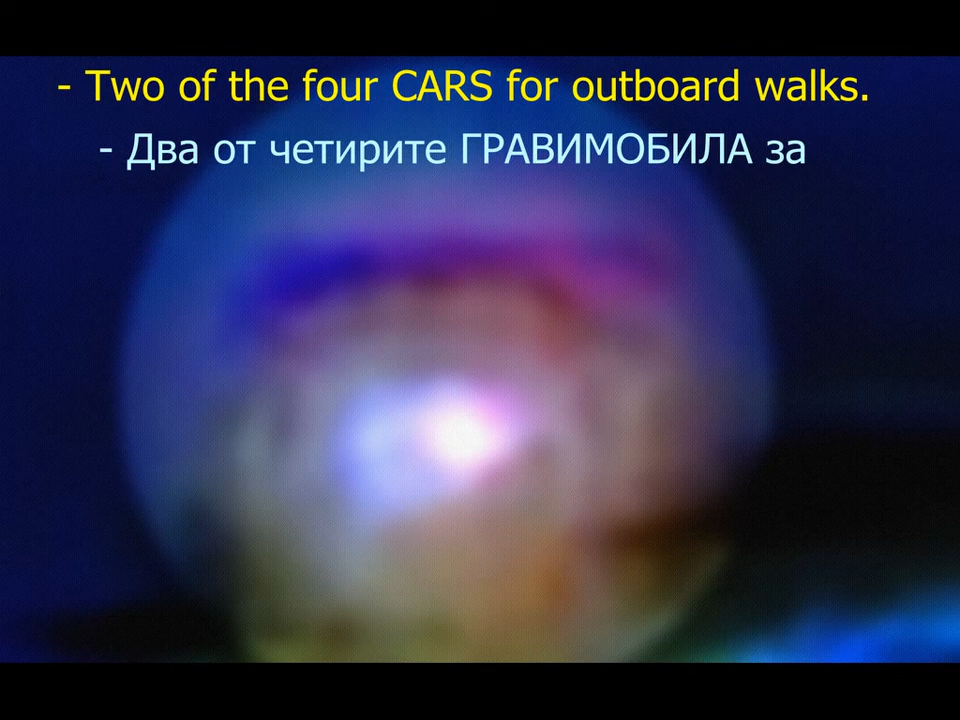 - Two of the four CARS for outboard walks.
- Два от четирите ГРАВИМОБИЛА за